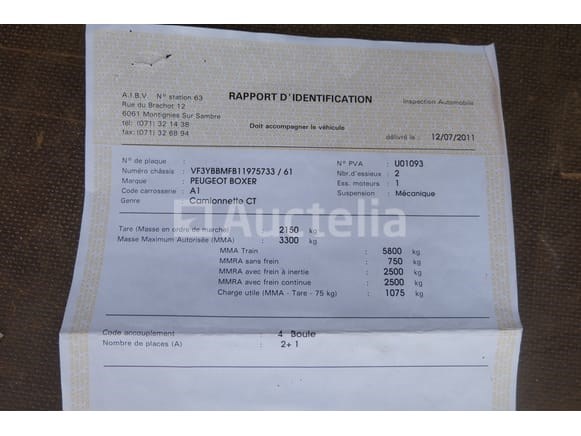 A.I.B.V. N° station 63
Rue du Brachot 12
6061 Montignies Sur Sambre
tél: (071) 32 14 38
fax: (071) 32 68 94
RAPPORT D'IDENTIFICATION
Inspection Automobile
Doit accompagner le véhicule
délivré le : 12/07/2011
N° de plaque :
Numéro châssis : VF3YBBMFB11975733 / 61
Marque : PEUGEOT BOXER
Code carrosserie : A1
Genre : Camionnette CT
N° PVA : U01093
Nbr.d'essieux : 2
Ess. moteurs : 1
Suspension : Mécanique
Auctelia
Tare (Masse en ordre de marche) : 2150 kg
Masse Maximum Autorisée (MMA) : 3300 kg
MMA Train : 5800 kg
MMRA sans frein : 750 kg
MMRA avec frein à inertie : 2500 kg
MMRA avec frein continue : 2500 kg
Charge utile (MMA - Tare - 75 kg) : 1075 kg
Code accouplement : 4 Boule
Nombre de places (A) : 2+ 1